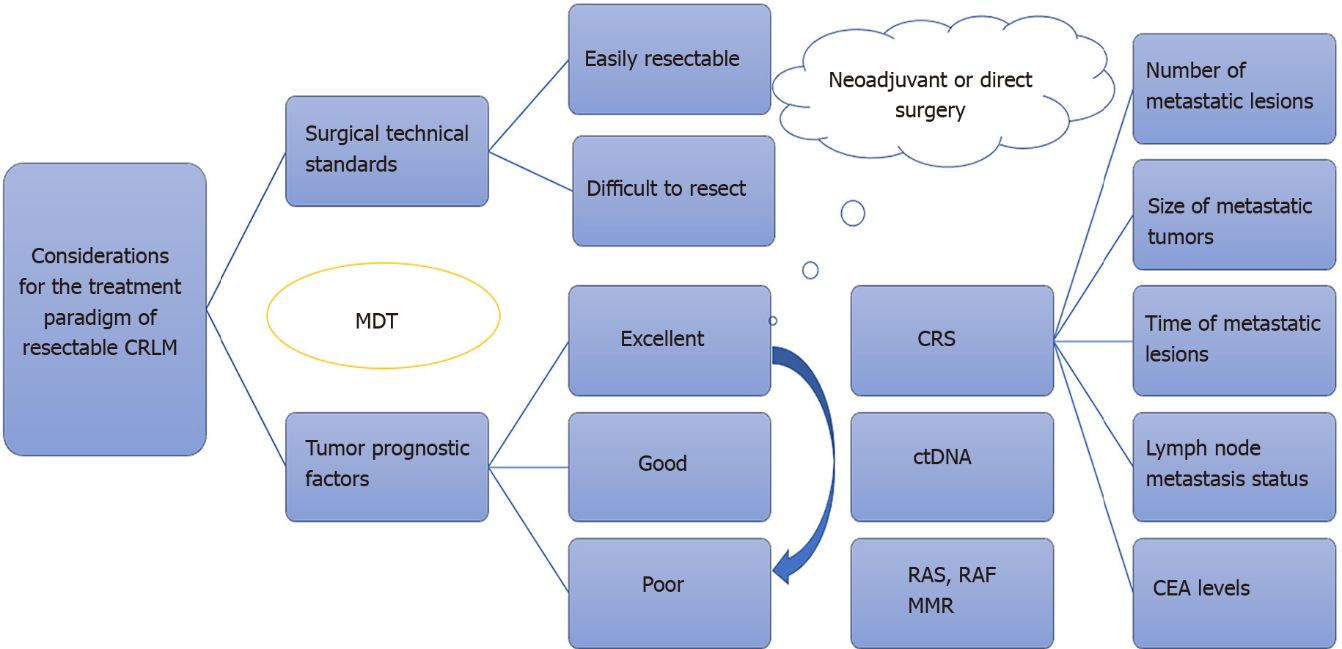 Considerations
for the treatment
paradigm of
resectable CRLM
Surgical technical
standards
MDT
Tumor prognostic
factors
Easily resectable
Difficult to resect
Excellent
Good
Poor
Neoadjuvant or direct
surgery
CRS
ctDNA
RAS, RAF
MMR
Number of
metastatic lesions
Size of metastatic
tumors
Time of metastatic
lesions
Lymph node
metastasis status
CEA levels